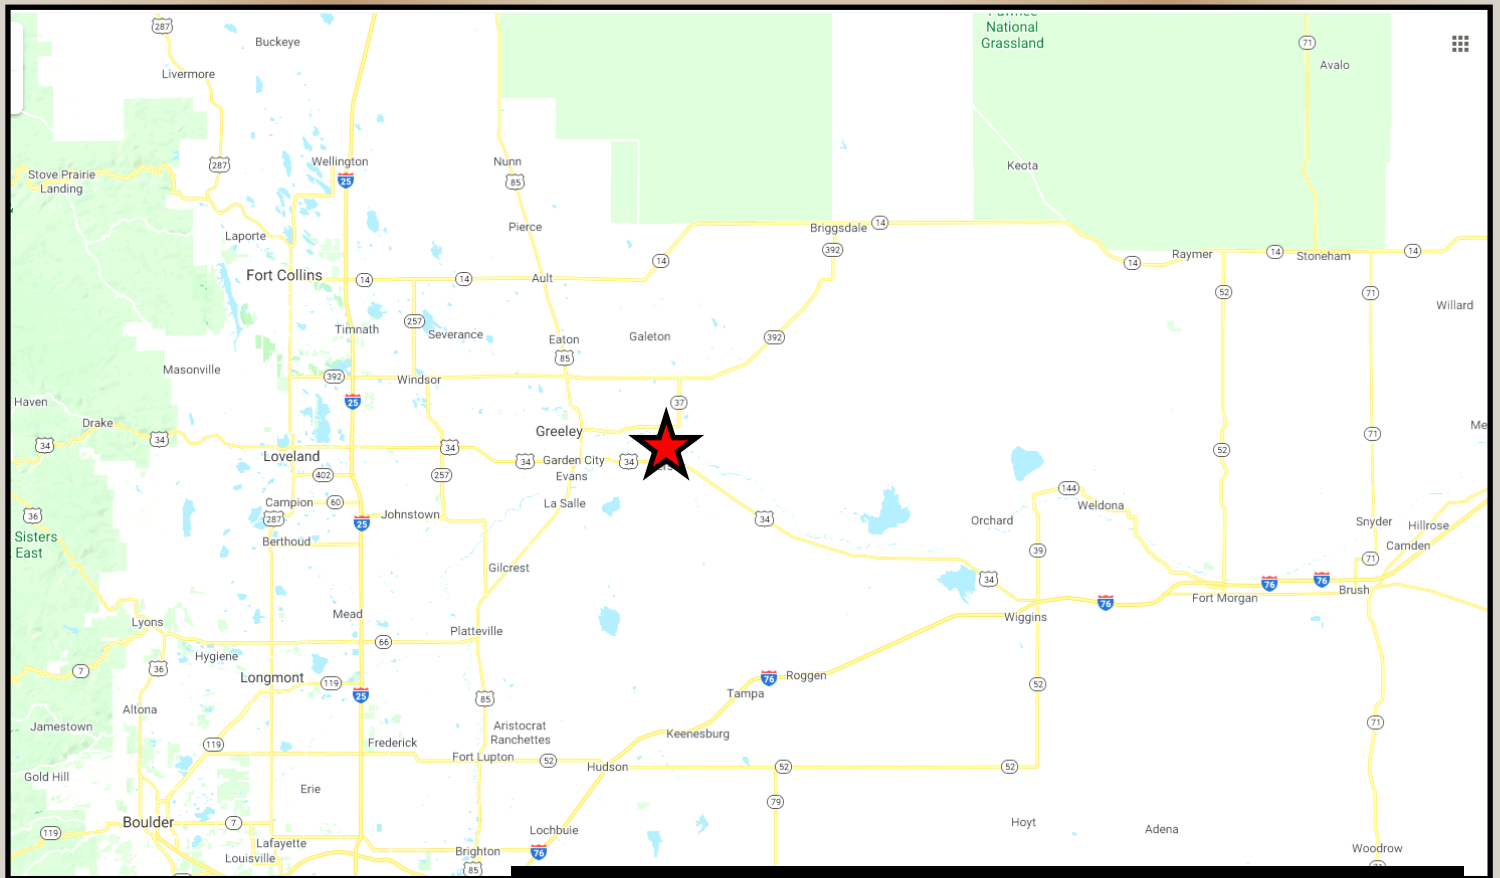 Pawnee
National
Grassland
287
Buckeye
71
Avalo
Livermore
287
Wellington
25
Nunn
85
Keota
Stove Prairie
Landing
Laporte
Pierce
Briggsdale
14
392
Fort Collins
14
14
Ault
14
14
Raymer
14
Stoneham
14
52
71
Willard
257
Timnath
Severance
Eaton
85
Galeton
392
Masonville
392
Windsor
25
37
Haven
Drake
34
34
Greeley
71
Me
34
Loveland
402
257
34
Garden City
34
Evans
52
Campion
60
287
Johnstown
25
La Salle
34
144
Weldona
Orchard
36
Sisters
East
Berthoud
Snyder
Hillrose
Camden
39
71
Gilcrest
34
76
76
Brush
Fort Morgan
76
Wiggins
Lyons
Mead
Platteville
66
Hygiene
7
36
Longmont
119
25
76
Roggen
Tampa
52
85
Altona
Jamestown
Aristocrat
Ranchettes
Keenesburg
71
119
Frederick
Fort Lupton
52
Hudson
52
52
Gold Hill
Erie
79
Boulder
7
119
Lochbuie
Hoyt
Adena
Lafayette
Louisville
Brighton
76
85
Woodrow
71